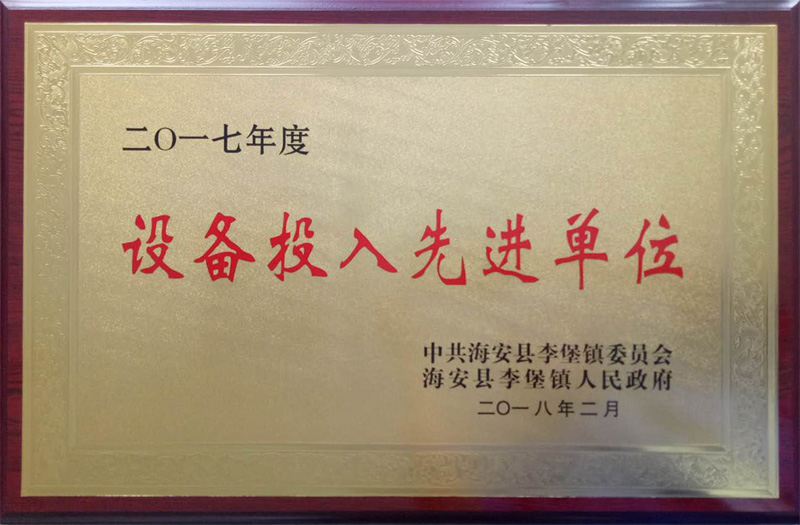 二〇一七年度
设备投入先进单位
中共海安县李堡镇委员会
海安县李堡镇人民政府
二〇一八年二月